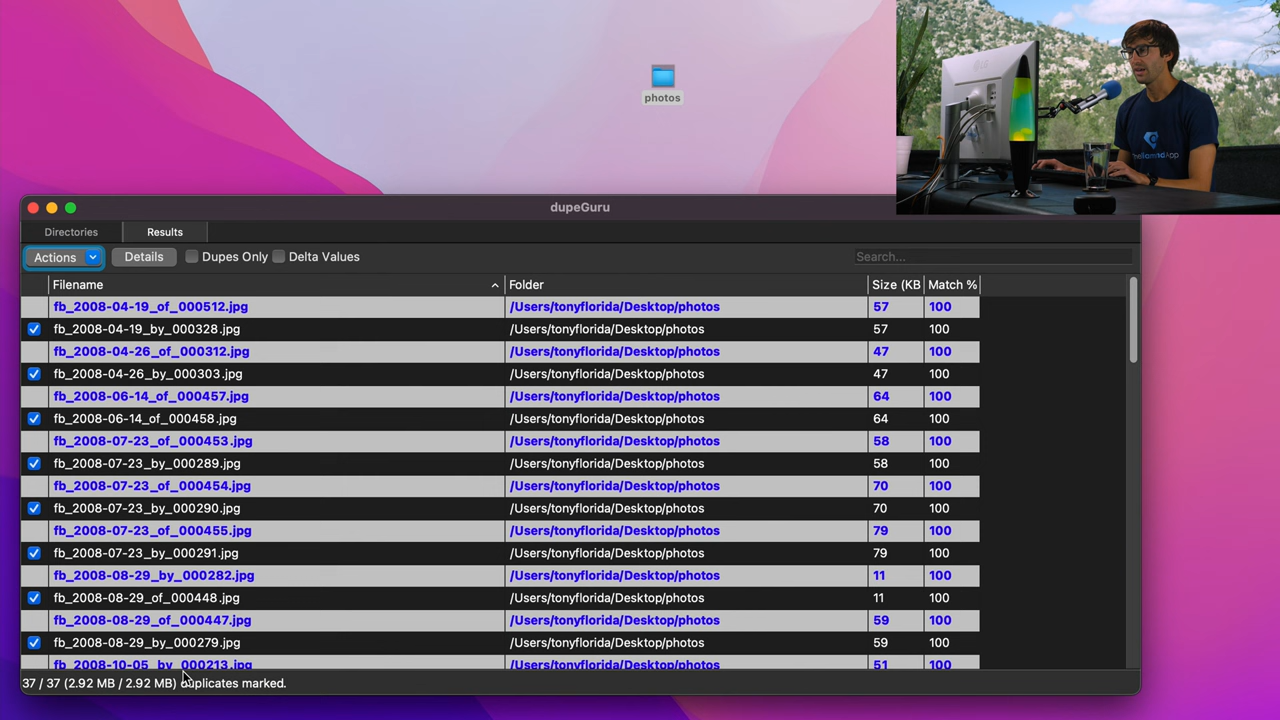 photos
LG
dupeGuru
Directories Results
Actions Details Dupes Only Delta Values Search...
Filename Folder Size (KB Match %
fb_2008-04-19_of_000512.jpg /Users/tonyflorida/Desktop/photos 57 100
fb_2008-04-19_by_000328.jpg /Users/tonyflorida/Desktop/photos 57 100
fb_2008-04-26_of_000312.jpg /Users/tonyflorida/Desktop/photos 47 100
fb_2008-04-26_by_000303.jpg /Users/tonyflorida/Desktop/photos 47 100
fb_2008-06-14_of_000457.jpg /Users/tonyflorida/Desktop/photos 64 100
fb_2008-06-14_of_000458.jpg /Users/tonyflorida/Desktop/photos 64 100
fb_2008-07-23_of_000453.jpg /Users/tonyflorida/Desktop/photos 58 100
fb_2008-07-23_by_000289.jpg /Users/tonyflorida/Desktop/photos 58 100
fb_2008-07-23_of_000454.jpg /Users/tonyflorida/Desktop/photos 70 100
fb_2008-07-23_by_000290.jpg /Users/tonyflorida/Desktop/photos 70 100
fb_2008-07-23_of_000455.jpg /Users/tonyflorida/Desktop/photos 79 100
fb_2008-07-23_by_000291.jpg /Users/tonyflorida/Desktop/photos 79 100
fb_2008-08-29_by_000282.jpg /Users/tonyflorida/Desktop/photos 11 100
fb_2008-08-29_of_000448.jpg /Users/tonyflorida/Desktop/photos 11 100
fb_2008-08-29_of_000447.jpg /Users/tonyflorida/Desktop/photos 59 100
fb_2008-08-29_by_000279.jpg /Users/tonyflorida/Desktop/photos 59 100
fb_2008-10-05_by_000213.jpg /Users/tonyflorida/Desktop/photos 51 100
37 / 37 (2.92 MB / 2.92 MB) duplicates marked.